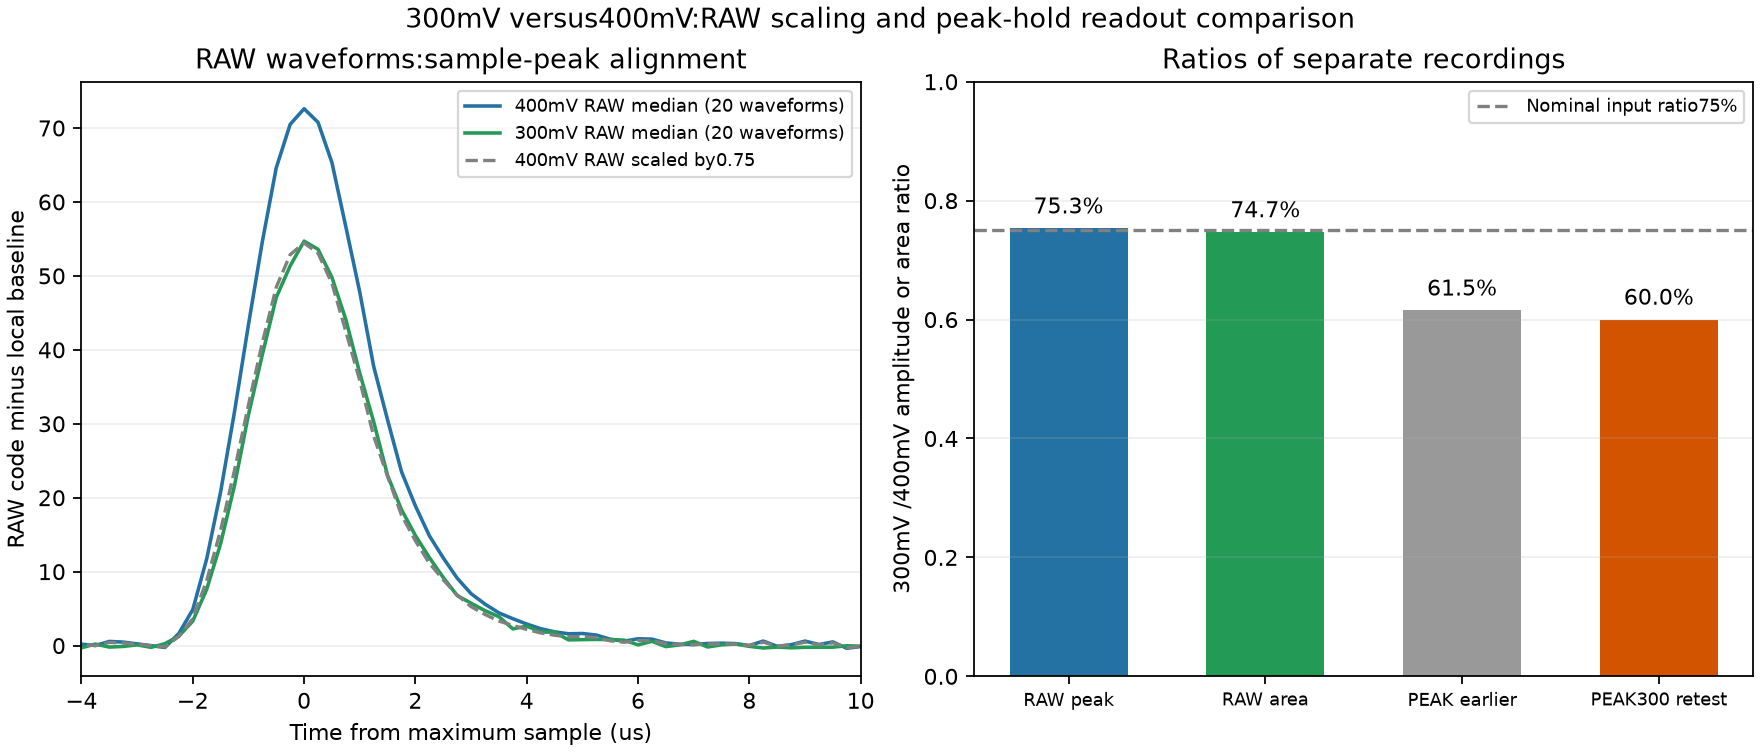 300mV versus400mV:RAW scaling and peak-hold readout comparison
RAW waveforms:sample-peak alignment
400mV RAW median (20 waveforms)
300mV RAW median (20 waveforms)
400mV RAW scaled by0.75
RAW code minus local baseline
70
60
50
40
30
20
10
0
−4
−2
0
2
4
6
8
10
Time from maximum sample (us)
Ratios of separate recordings
Nominal input ratio75%
300mV /400mV amplitude or area ratio
1.0
0.8
0.6
0.4
0.2
0.0
75.3%
74.7%
61.5%
60.0%
RAW peak
RAW area
PEAK earlier
PEAK300 retest